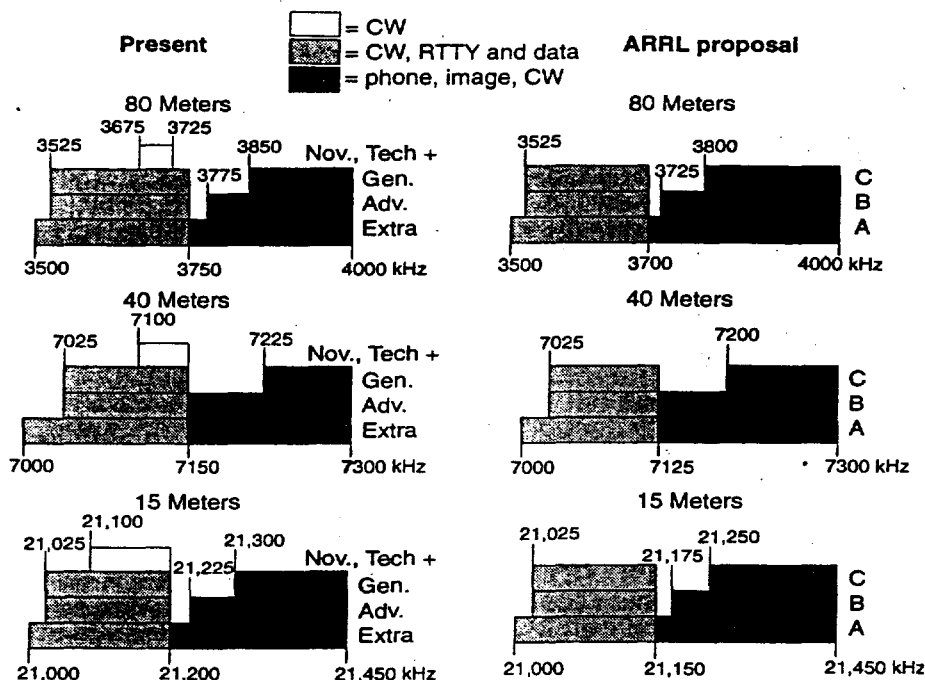 Present
= CW
= CW, RTTY and data
= phone, image, CW
ARRL proposal
80 Meters
3675 3725
3525 3850
3775
Nov., Tech +
Gen.
Adv.
Extra
3500 3750 4000 kHz
80 Meters
3525 3800
3725
C
B
A
3500 3700 4000 kHz
40 Meters
7100
7025 7225
Nov., Tech +
Gen.
Adv.
Extra
7000 7150 7300 kHz
40 Meters
7200
7025
C
B
A
7000 7125 7300 kHz
15 Meters
21,100
21,025 21,300
21,225
Nov., Tech +
Gen.
Adv.
Extra
21,000 21,200 21,450 kHz
15 Meters
21,025 21,250
21,175
C
B
A
21,000 21,150 21,450 kHz